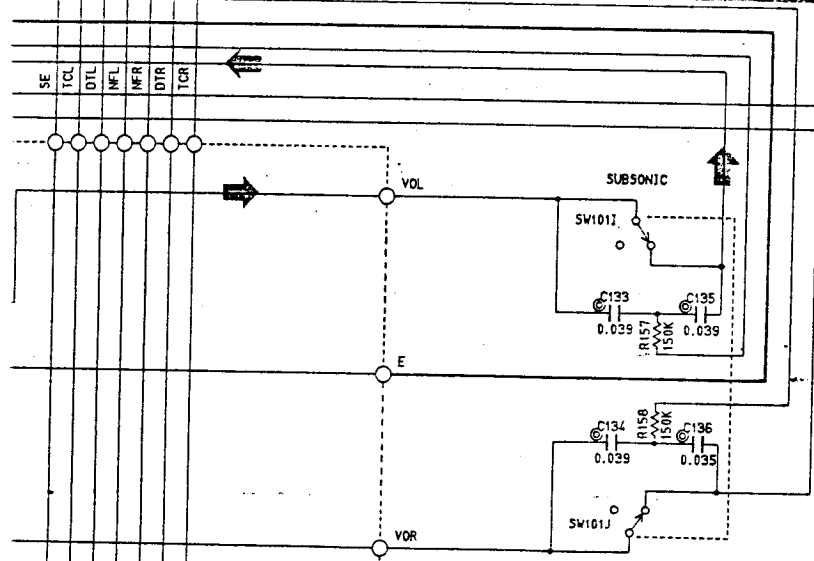 SE
TCL
DTL
NFL
NFR
DTR
TCR
VOL
SUBSONIC
SW101I
©C133
0.039
©C135
0.039
R157
150K
E
R158
150K
©C134
0.039
©C136
0.035
SW101J
VOR